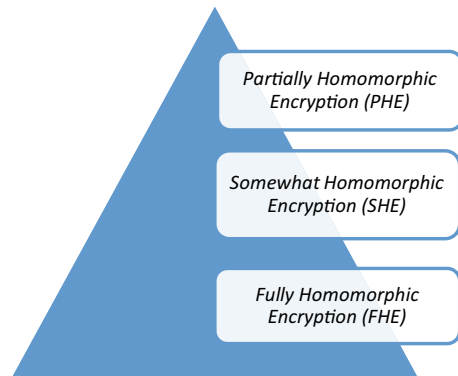 Partially Homomorphic
Encryption (PHE)
Somewhat Homomorphic
Encryption (SHE)
Fully Homomorphic
Encryption (FHE)